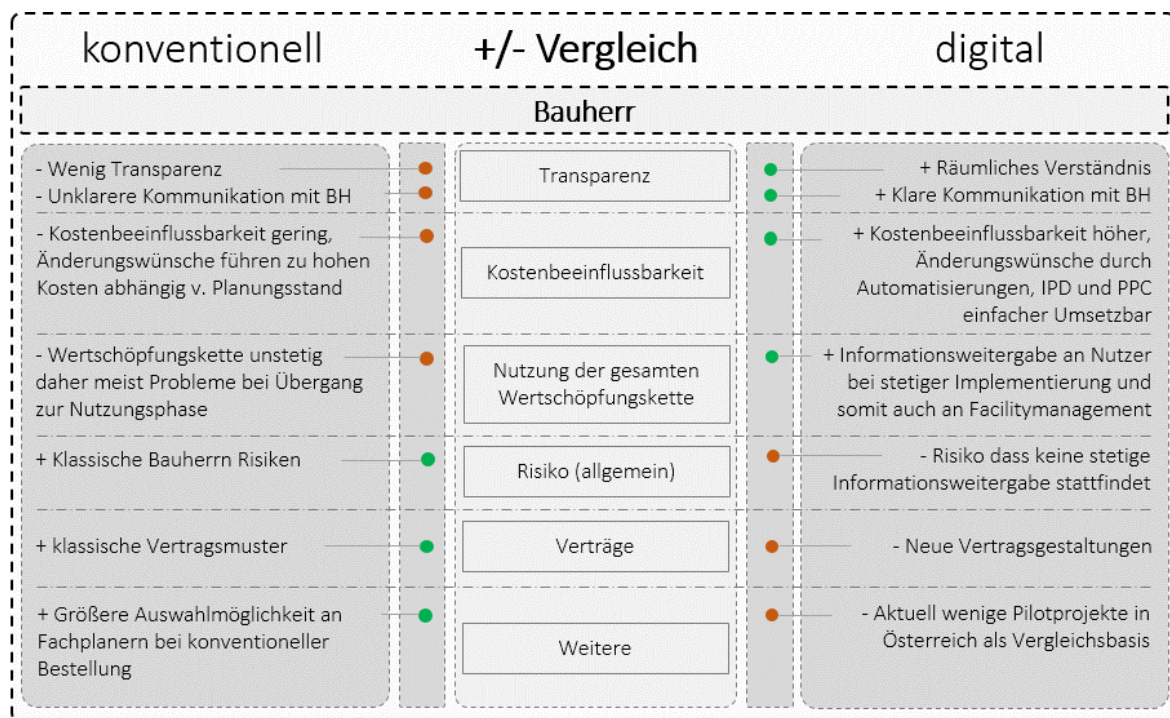 konventionell
+/- Vergleich
digital
Bauherr
- Wenig Transparenz
- Unklarere Kommunikation mit BH
Transparenz
+ Räumliches Verständnis
+ Klare Kommunikation mit BH
- Kostenbeeinflussbarkeit gering,
Änderungswünsche führen zu hohen
Kosten abhängig v. Planungsstand
Kostenbeeinflussbarkeit
+ Kostenbeeinflussbarkeit höher,
Änderungswünsche durch
Automatisierungen, IPD und PPC
einfacher Umsetzbar
- Wertschöpfungskette unstetig
daher meist Probleme bei Übergang
zur Nutzungsphase
Nutzung der gesamten
Wertschöpfungskette
+ Informationsweitergabe an Nutzer
bei stetiger Implementierung und
somit auch an Facilitymanagement
+ Klassische Bauherrn Risiken
Risiko (allgemein)
- Risiko dass keine stetige
Informationsweitergabe stattfindet
+ klassische Vertragsmuster
Verträge
- Neue Vertragsgestaltungen
+ Größere Auswahlmöglichkeit an
Fachplanern bei konventioneller
Bestellung
Weitere
- Aktuell wenige Pilotprojekte in
Österreich als Vergleichsbasis